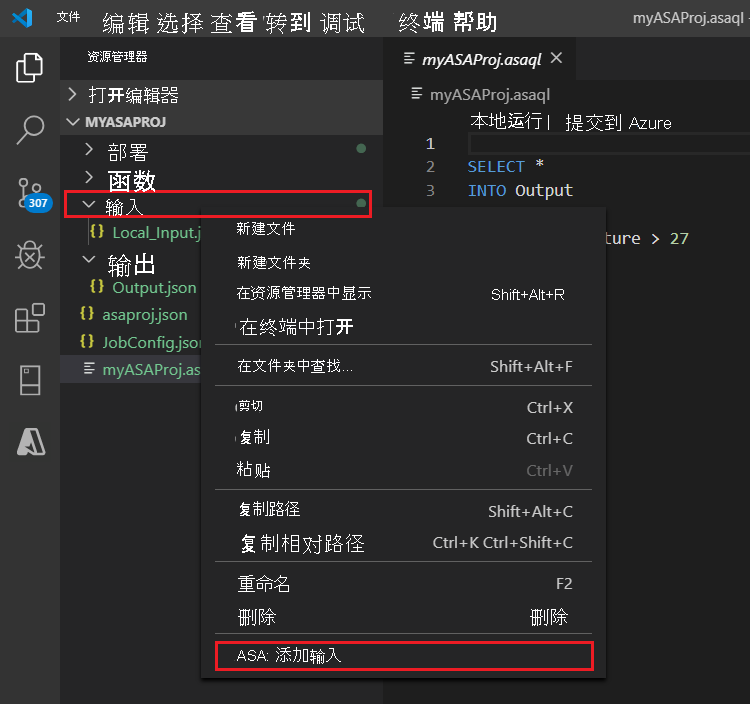 文件 编辑 选择 查看 转到 调试 终端 帮助 myASAProj.asaql
资源管理器
myASAProj.asaql
打开编辑器
myASAProj.asaql
MYASAPROJ
本地运行 | 提交到 Azure
部署
1
函数
2 SELECT *
307
输入
3 INTO Output
Local_Input.j
ture > 27
输出
Output.json
asaproj.json
JobConfig.json
myASAProj.as
新建文件
新建文件夹
在资源管理器中显示 Shift+Alt+R
在终端中打开
在文件夹中查找... Shift+Alt+F
剪切 Ctrl+X
复制 Ctrl+C
粘贴 Ctrl+V
复制路径 Shift+Alt+C
复制相对路径 Ctrl+K Ctrl+Shift+C
重命名 F2
删除 删除
ASA: 添加输入